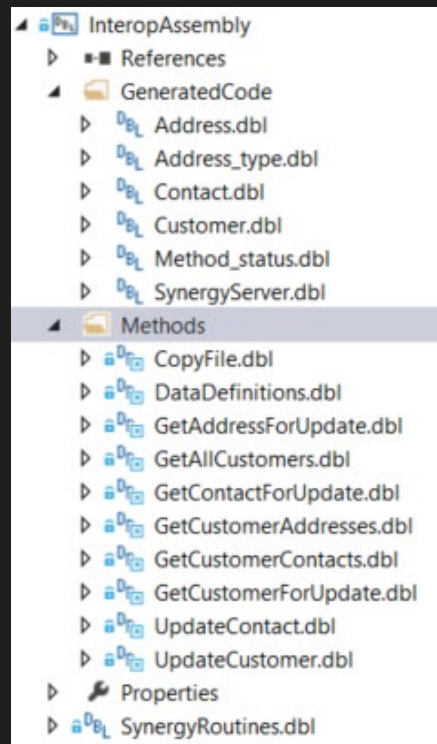 InteropAssembly
References
GeneratedCode
Address.dbl
Address_type.dbl
Contact.dbl
Customer.dbl
Method_status.dbl
SynergyServer.dbl
Methods
CopyFile.dbl
DataDefinitions.dbl
GetAddressForUpdate.dbl
GetAllCustomers.dbl
GetContactForUpdate.dbl
GetCustomerAddresses.dbl
GetCustomerContacts.dbl
GetCustomerForUpdate.dbl
UpdateContact.dbl
UpdateCustomer.dbl
Properties
SynergyRoutines.dbl